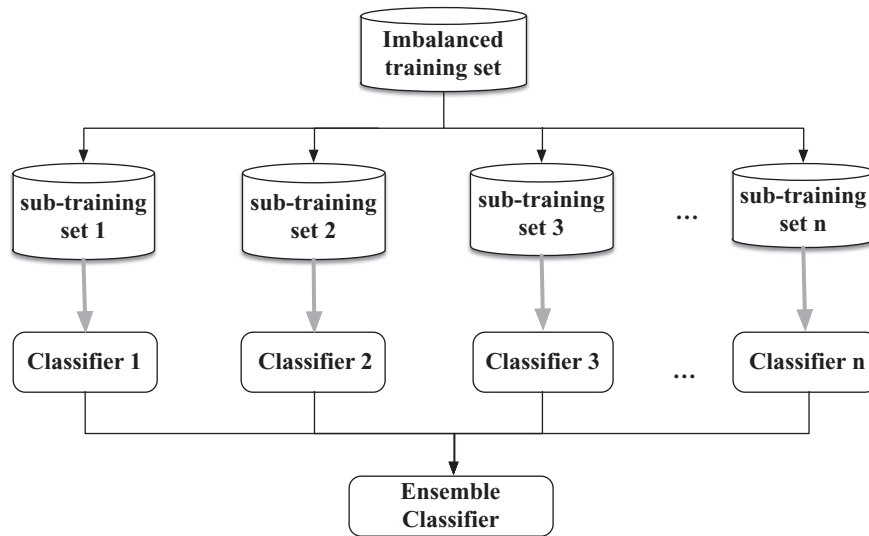 Imbalanced
training set
sub-training
set 1
sub-training
set 2
sub-training
set 3
...
sub-training
set n
Classifier 1
Classifier 2
Classifier 3
...
Classifier n
Ensemble
Classifier